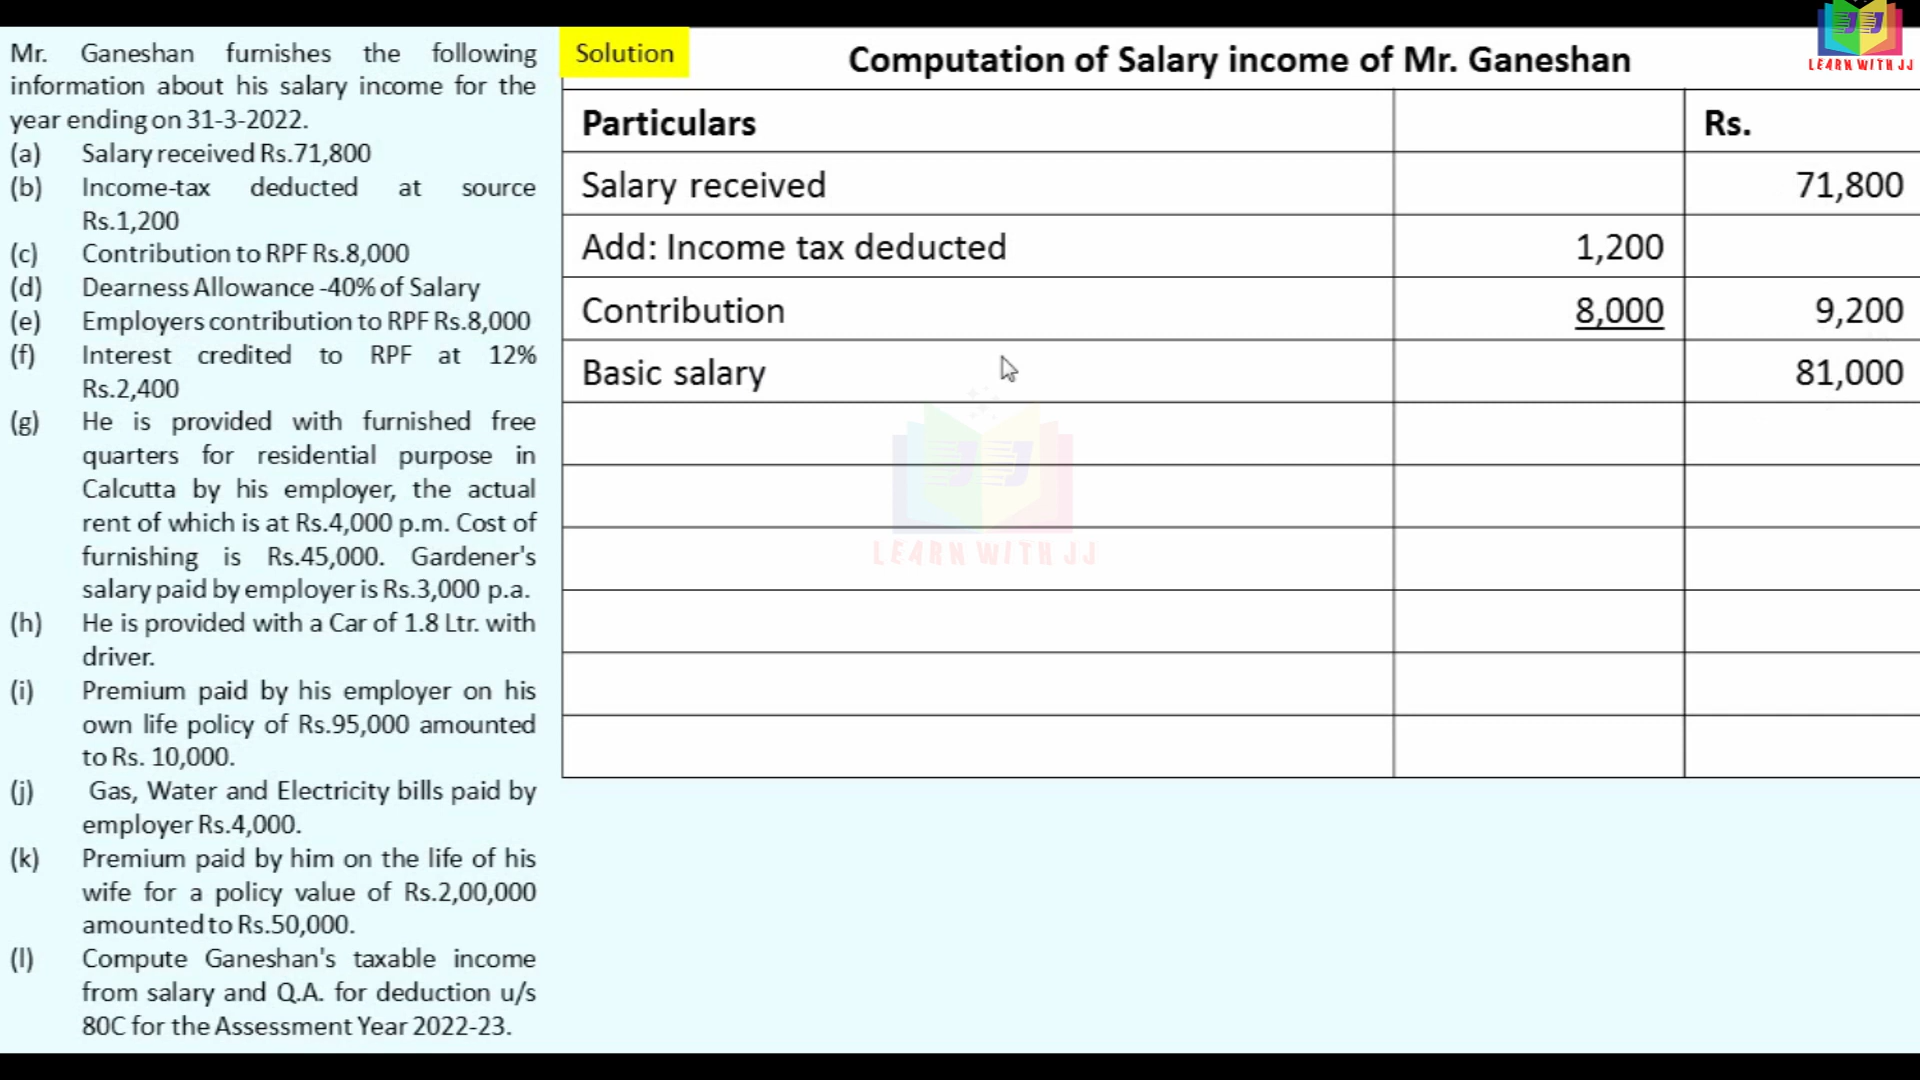 Mr. Ganeshan furnishes the following
information about his salary income for the
year ending on 31-3-2022.
(a) Salary received Rs.71,800
(b) Income-tax deducted at source
Rs.1,200
(c) Contribution to RPF Rs.8,000
(d) Dearness Allowance -40% of Salary
(e) Employers contribution to RPF Rs.8,000
(f) Interest credited to RPF at 12%
Rs.2,400
(g) He is provided with furnished free
quarters for residential purpose in
Calcutta by his employer, the actual
rent of which is at Rs.4,000 p.m. Cost of
furnishing is Rs.45,000. Gardener's
salary paid by employer is Rs.3,000 p.a.
(h) He is provided with a Car of 1.8 Ltr. with
driver.
(i) Premium paid by his employer on his
own life policy of Rs.95,000 amounted
to Rs. 10,000.
(j) Gas, Water and Electricity bills paid by
employer Rs.4,000.
(k) Premium paid by him on the life of his
wife for a policy value of Rs.2,00,000
amounted to Rs.50,000.
(l) Compute Ganeshan's taxable income
from salary and Q.A. for deduction u/s
80C for the Assessment Year 2022-23.
Solution
Computation of Salary income of Mr. Ganeshan
JJ
LEARN WITH JJ
Particulars Rs.
Salary received 71,800
Add: Income tax deducted 1,200
Contribution 8,000 9,200
Basic salary 81,000
JJ
LEARN WITH JJ